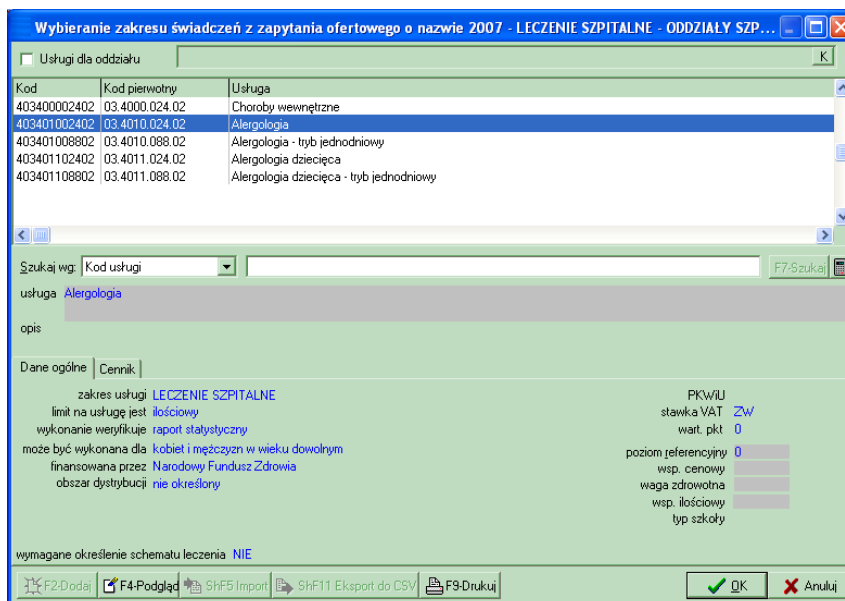 Wybieranie zakresu świadczeń z zapytania ofertowego o nazwie 2007 - LECZENIE SZPITALNE - ODDZIAŁY SZP...
Usługi dla oddziału K
Kod Kod pierwotny Usługa
403400002402 03.4000.024.02 Choroby wewnętrzne
403401002402 03.4010.024.02 Alergologia
403401008802 03.4010.088.02 Alergologia - tryb jednodniowy
403401102402 03.4011.024.02 Alergologia dziecięca
403401108802 03.4011.088.02 Alergologia dziecięca - tryb jednodniowy
Szukaj wg: Kod usługi F7-Szukaj
usługa Alergologia
opis
Dane ogólne Cennik
zakres usługi LECZENIE SZPITALNE PKWiU
limit na usługę jest ilościowy stawka VAT ZW
wykonanie weryfikuje raport statystyczny wart. pkt 0
może być wykonana dla kobiet i mężczyzn w wieku dowolnym poziom referencyjny 0
finansowana przez Narodowy Fundusz Zdrowia wsp. cenowy
obszar dystrybucji nie określony waga zdrowotna
wsp. ilościowy
typ szkoły
wymagane określenie schematu leczenia NIE
F2-Dodaj F4-Podgląd ShF5 Import ShF11 Eksport do CSV F9-Drukuj OK Anuluj